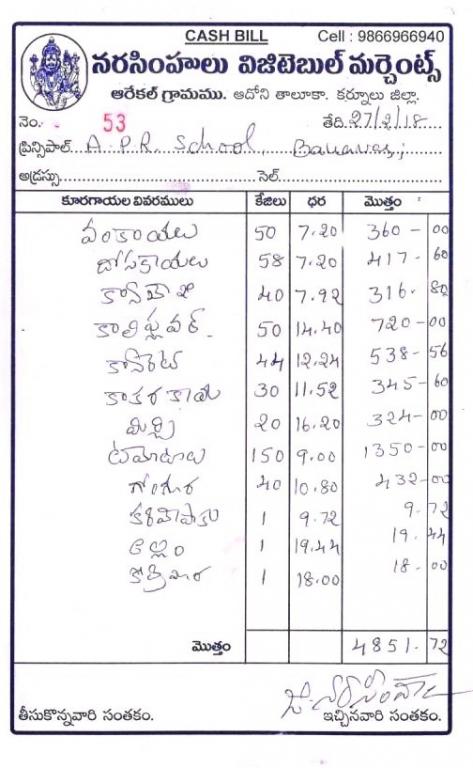 CASH BILL Cell : 9866966940
నరసింహులు విజిటెబుల్ మర్చెంట్స్
ఆరేకల్ గ్రామము. ఆదోని తాలూకా. కర్నూలు జిల్లా.
నెం. 53 తేది. 27/2/18
ప్రిన్సిపాల్ A.P.R. School,
అడ్రస్సు సెల్.
కూరగాయల వివరములు కేజీలు ధర మొత్తం
వంకాయలు 50 7.20 360-00
దోసకాయలు 58 7.20 417-60
40 7.92 316.80
కాలిఫ్లవర్ 50 14.40 720-00
44 12.24 538-56
కాకరకాయ 30 11.52 345-60
మిర్చి 20 16.20 324-00
టమోటాలు 150 9.00 1350-00
గోంగూర 40 10.80 432-00
కరివేపాకు 1 9.72 9.72
అల్లం 1 19.44 19.44
1 18.00 18-00
మొత్తం 4851.72
తీసుకొన్నవారి సంతకం. ఇచ్చినవారి సంతకం.